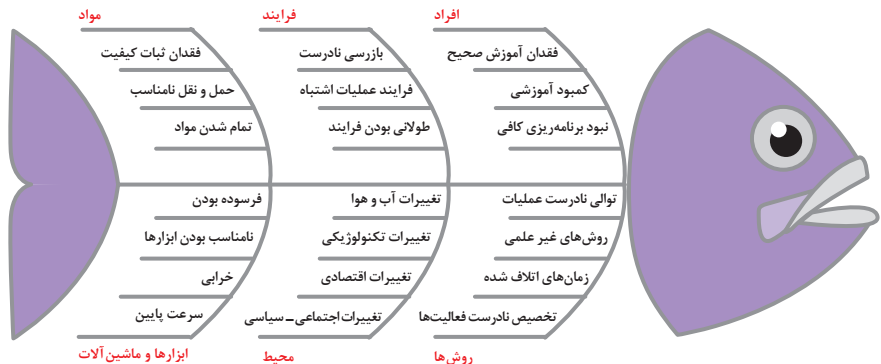 افراد
فقدان آموزش صحیح
کمبود آموزشی
نبود برنامه‌ریزی کافی
فرایند
بازرسی نادرست
فرایند عملیات اشتباه
طولانی بودن فرایند
مواد
فقدان ثبات کیفیت
حمل و نقل نامناسب
تمام شدن مواد
توالی نادرست عملیات
روش‌های غیر علمی
زمان‌های اتلاف شده
تخصیص نادرست فعالیت‌ها
روش‌ها
تغییرات آب و هوا
تغییرات تکنولوژیکی
تغییرات اقتصادی
تغییرات اجتماعی_سیاسی
محیط
فرسوده بودن
نامناسب بودن ابزارها
خرابی
سرعت پایین
ابزارها و ماشین آلات